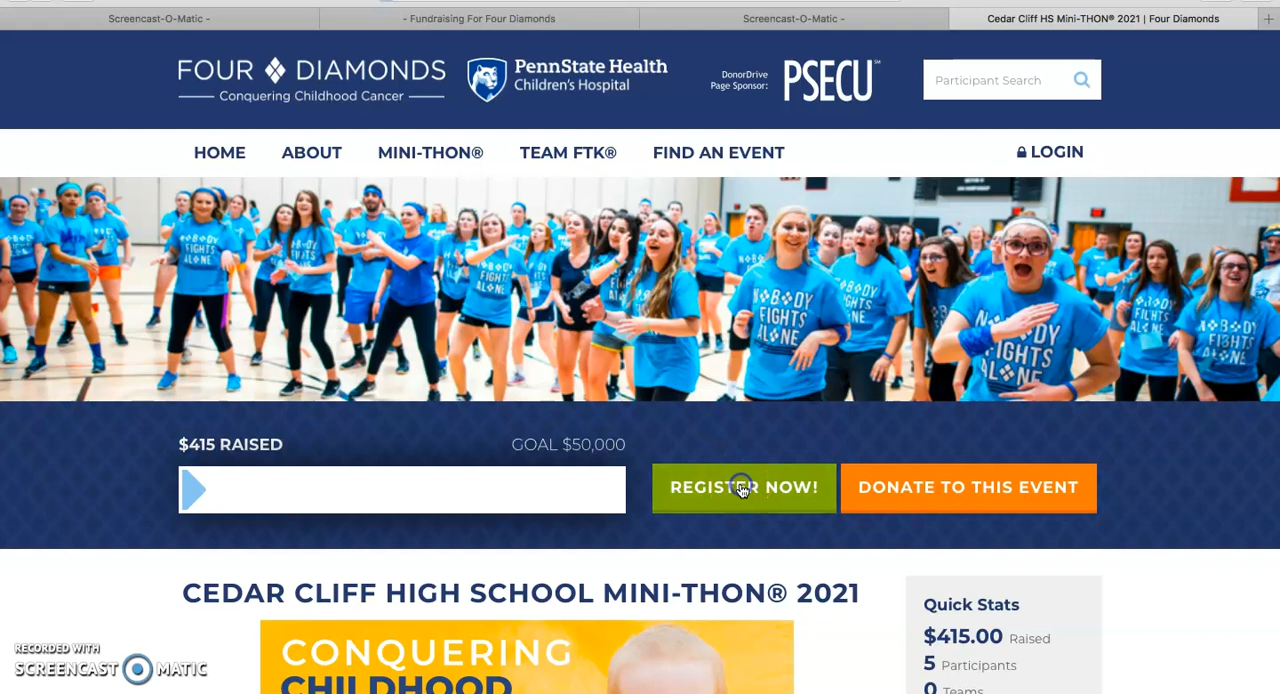 Screencast-O-Matic -
- Fundraising For Four Diamonds
Screencast-O-Matic -
Cedar Cliff HS Mini-THON® 2021 | Four Diamonds
FOUR DIAMONDS
Conquering Childhood Cancer
PennState Health
Children's Hospital
DonorDrive
Page Sponsor:
PSECU
Participant Search
HOME
ABOUT
MINI-THON®
TEAM FTK®
FIND AN EVENT
LOGIN
NOBODY FIGHTS ALONE
$415 RAISED
GOAL $50,000
REGISTER NOW!
DONATE TO THIS EVENT
CEDAR CLIFF HIGH SCHOOL MINI-THON® 2021
CONQUERING
CHILDHOOD
Quick Stats
$415.00 Raised
5 Participants
0 Teams
RECORDED WITH
SCREENCAST-O-MATIC